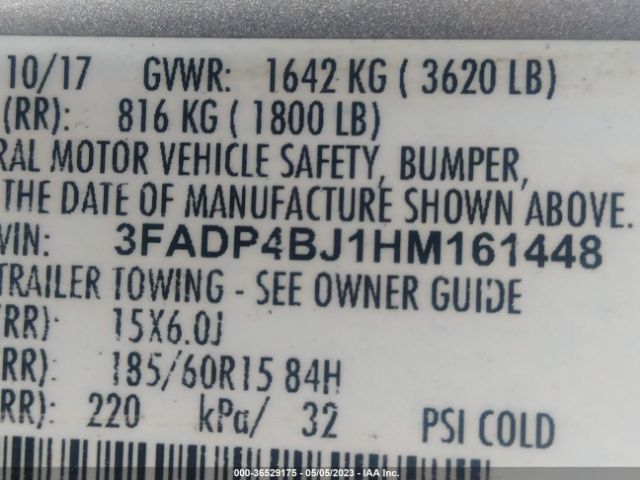 10/17 GVWR: 1642 KG ( 3620 LB)
(RR): 816 KG ( 1800 LB)
RAL MOTOR VEHICLE SAFETY, BUMPER,
THE DATE OF MANUFACTURE SHOWN ABOVE.
VIN: 3FADP4BJ1HM161448
TRAILER TOWING - SEE OWNER GUIDE
RR): 15X6.0J
RR): 185/60R15 84H
RR): 220 kPa/ 32 PSI COLD
000-36529175 - 05/05/2023 - IAA Inc.